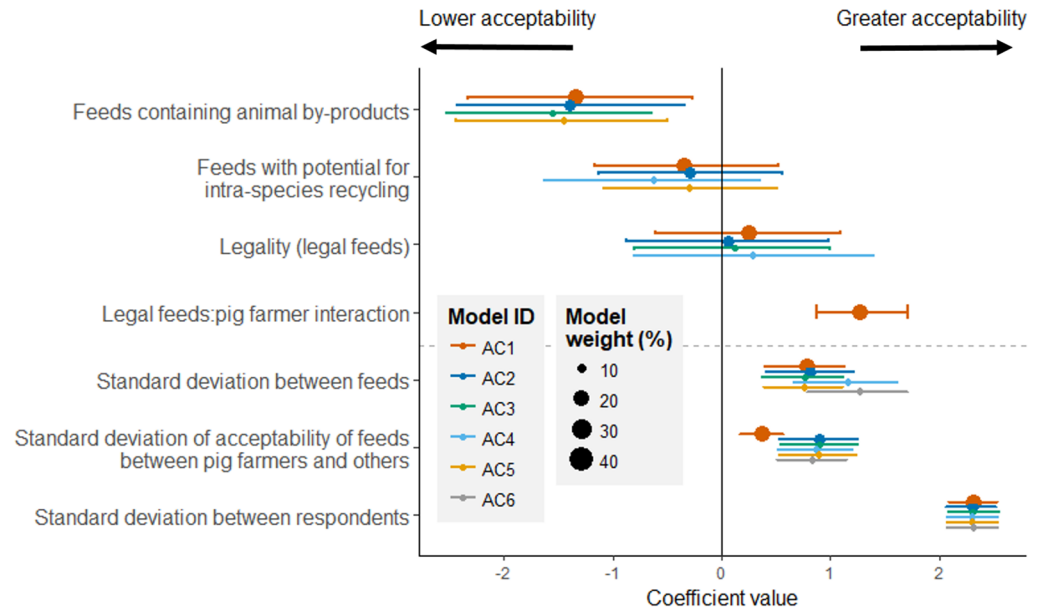 Lower acceptability
Greater acceptability
Feeds containing animal by-products
Feeds with potential for
intra-species recycling
Legality (legal feeds)
Legal feeds:pig farmer interaction
Standard deviation between feeds
Standard deviation of acceptability of feeds
between pig farmers and others
Standard deviation between respondents
Model ID
AC1
AC2
AC3
AC4
AC5
AC6
Model
weight (%)
10
20
30
40
-2
-1
0
1
2
Coefficient value